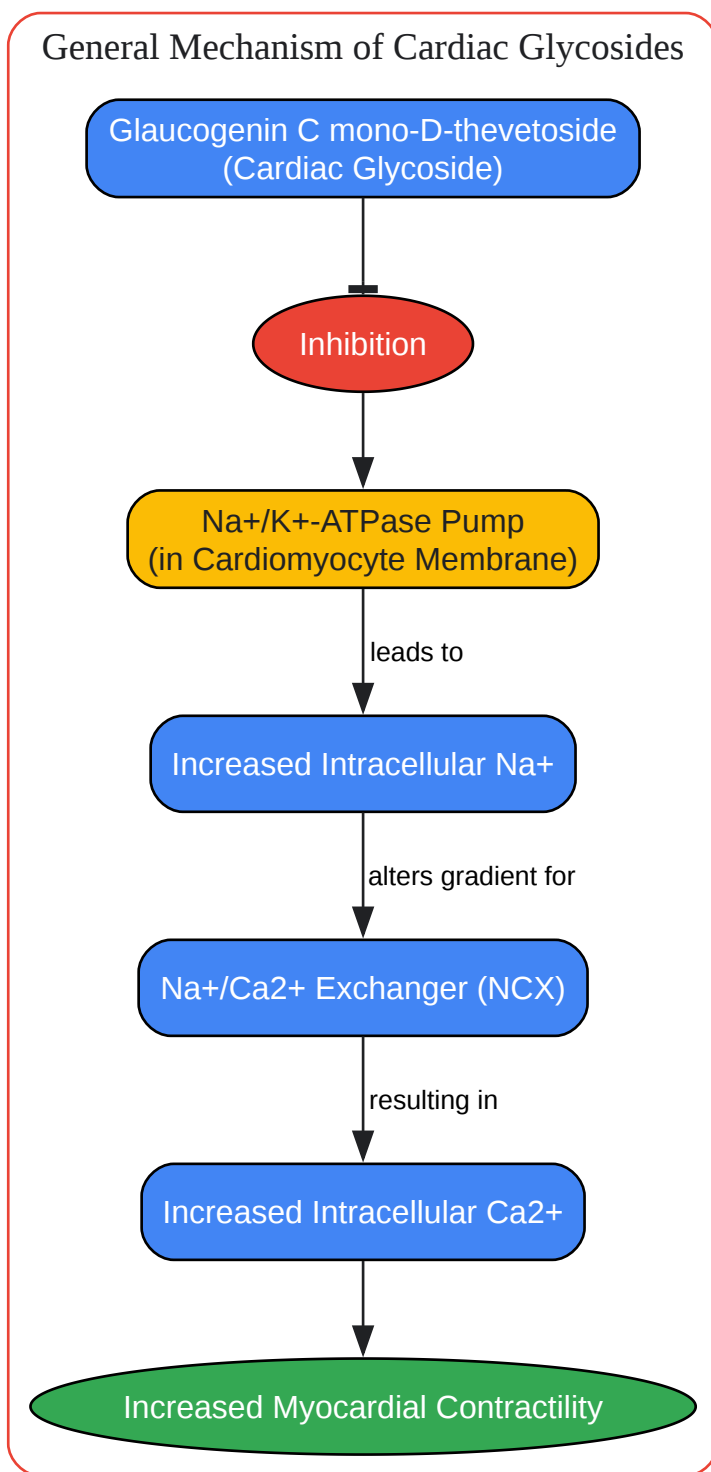 General Mechanism of Cardiac Glycosides
Glaucogenin C mono-D-thevetoside
(Cardiac Glycoside)
Inhibition
Na+/K+-ATPase Pump
(in Cardiomyocyte Membrane)
leads to
Increased Intracellular Na+
alters gradient for
Na+/Ca2+ Exchanger (NCX)
resulting in
Increased Intracellular Ca2+
Increased Myocardial Contractility